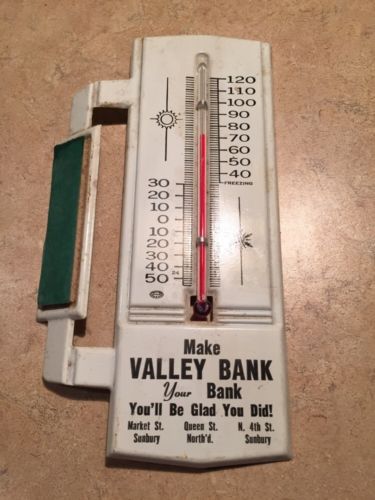 120
110
100
90
80
70
60
50
40
FREEZING
30
20
10
0
10
20
30
40
50
24
Make
VALLEY BANK
Your Bank
You'll Be Glad You Did!
Market St. Queen St. N. 4th St.
Sunbury North'd. Sunbury